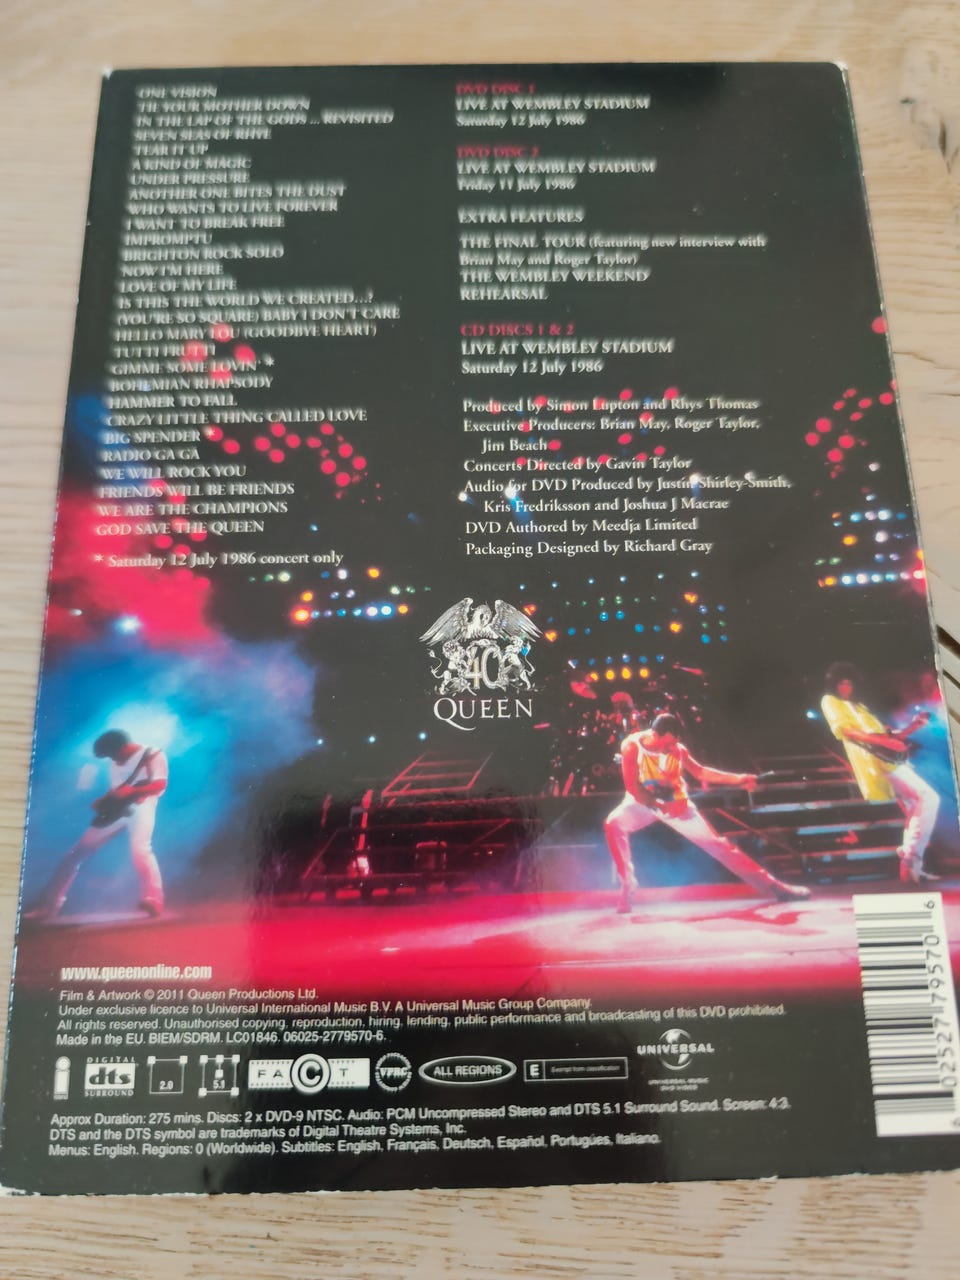 ONE VISION
TIE YOUR MOTHER DOWN
IN THE LAP OF THE GODS ... REVISITED
SEVEN SEAS OF RHYE
TEAR IT UP
A KIND OF MAGIC
UNDER PRESSURE
ANOTHER ONE BITES THE DUST
WHO WANTS TO LIVE FOREVER
I WANT TO BREAK FREE
IMPROMPTU
BRIGHTON ROCK SOLO
NOW I'M HERE
LOVE OF MY LIFE
IS THIS THE WORLD WE CREATED...?
(YOU'RE SO SQUARE) BABY I DON'T CARE
HELLO MARY LOU (GOODBYE HEART)
TUTTI FRUTTI
GIMME SOME LOVIN' *
BOHEMIAN RHAPSODY
HAMMER TO FALL
CRAZY LITTLE THING CALLED LOVE
BIG SPENDER *
RADIO GA GA
WE WILL ROCK YOU
FRIENDS WILL BE FRIENDS
WE ARE THE CHAMPIONS
GOD SAVE THE QUEEN
* Saturday 12 July 1986 concert only
DVD DISC 1
LIVE AT WEMBLEY STADIUM
Saturday 12 July 1986
DVD DISC 2
LIVE AT WEMBLEY STADIUM
Friday 11 July 1986
EXTRA FEATURES
THE FINAL TOUR (featuring new interview with
Brian May and Roger Taylor)
THE WEMBLEY WEEKEND
REHEARSAL
CD DISCS 1 & 2
LIVE AT WEMBLEY STADIUM
Saturday 12 July 1986
Produced by Simon Lupton and Rhys Thomas
Executive Producers: Brian May, Roger Taylor,
Jim Beach
Concerts Directed by Gavin Taylor
Audio for DVD Produced by Justin Shirley-Smith,
Kris Fredriksson and Joshua J Macrae
DVD Authored by Meedja Limited
Packaging Designed by Richard Gray
40
QUEEN
www.queenonline.com
Film & Artwork © 2011 Queen Productions Ltd.
Under exclusive licence to Universal International Music B.V. A Universal Music Group Company.
All rights reserved. Unauthorised copying, reproduction, hiring, lending, public performance and broadcasting of this DVD prohibited.
Made in the EU. BIEM/SDRM. LC01846. 06025-2779570-6.
DIGITAL
dts
SURROUND
2.0
5.1
FACT
VPRC
ALL REGIONS
E
Exempt from classification
UNIVERSAL
UNIVERSAL MUSIC
DVD VIDEO
Approx Duration: 275 mins. Discs: 2 x DVD-9 NTSC. Audio: PCM Uncompressed Stereo and DTS 5.1 Surround Sound. Screen: 4:3.
DTS and the DTS symbol are trademarks of Digital Theatre Systems, Inc.
Menus: English. Regions: 0 (Worldwide). Subtitles: English, Français, Deutsch, Español, Portugües, Italiano.
02527 79570 6